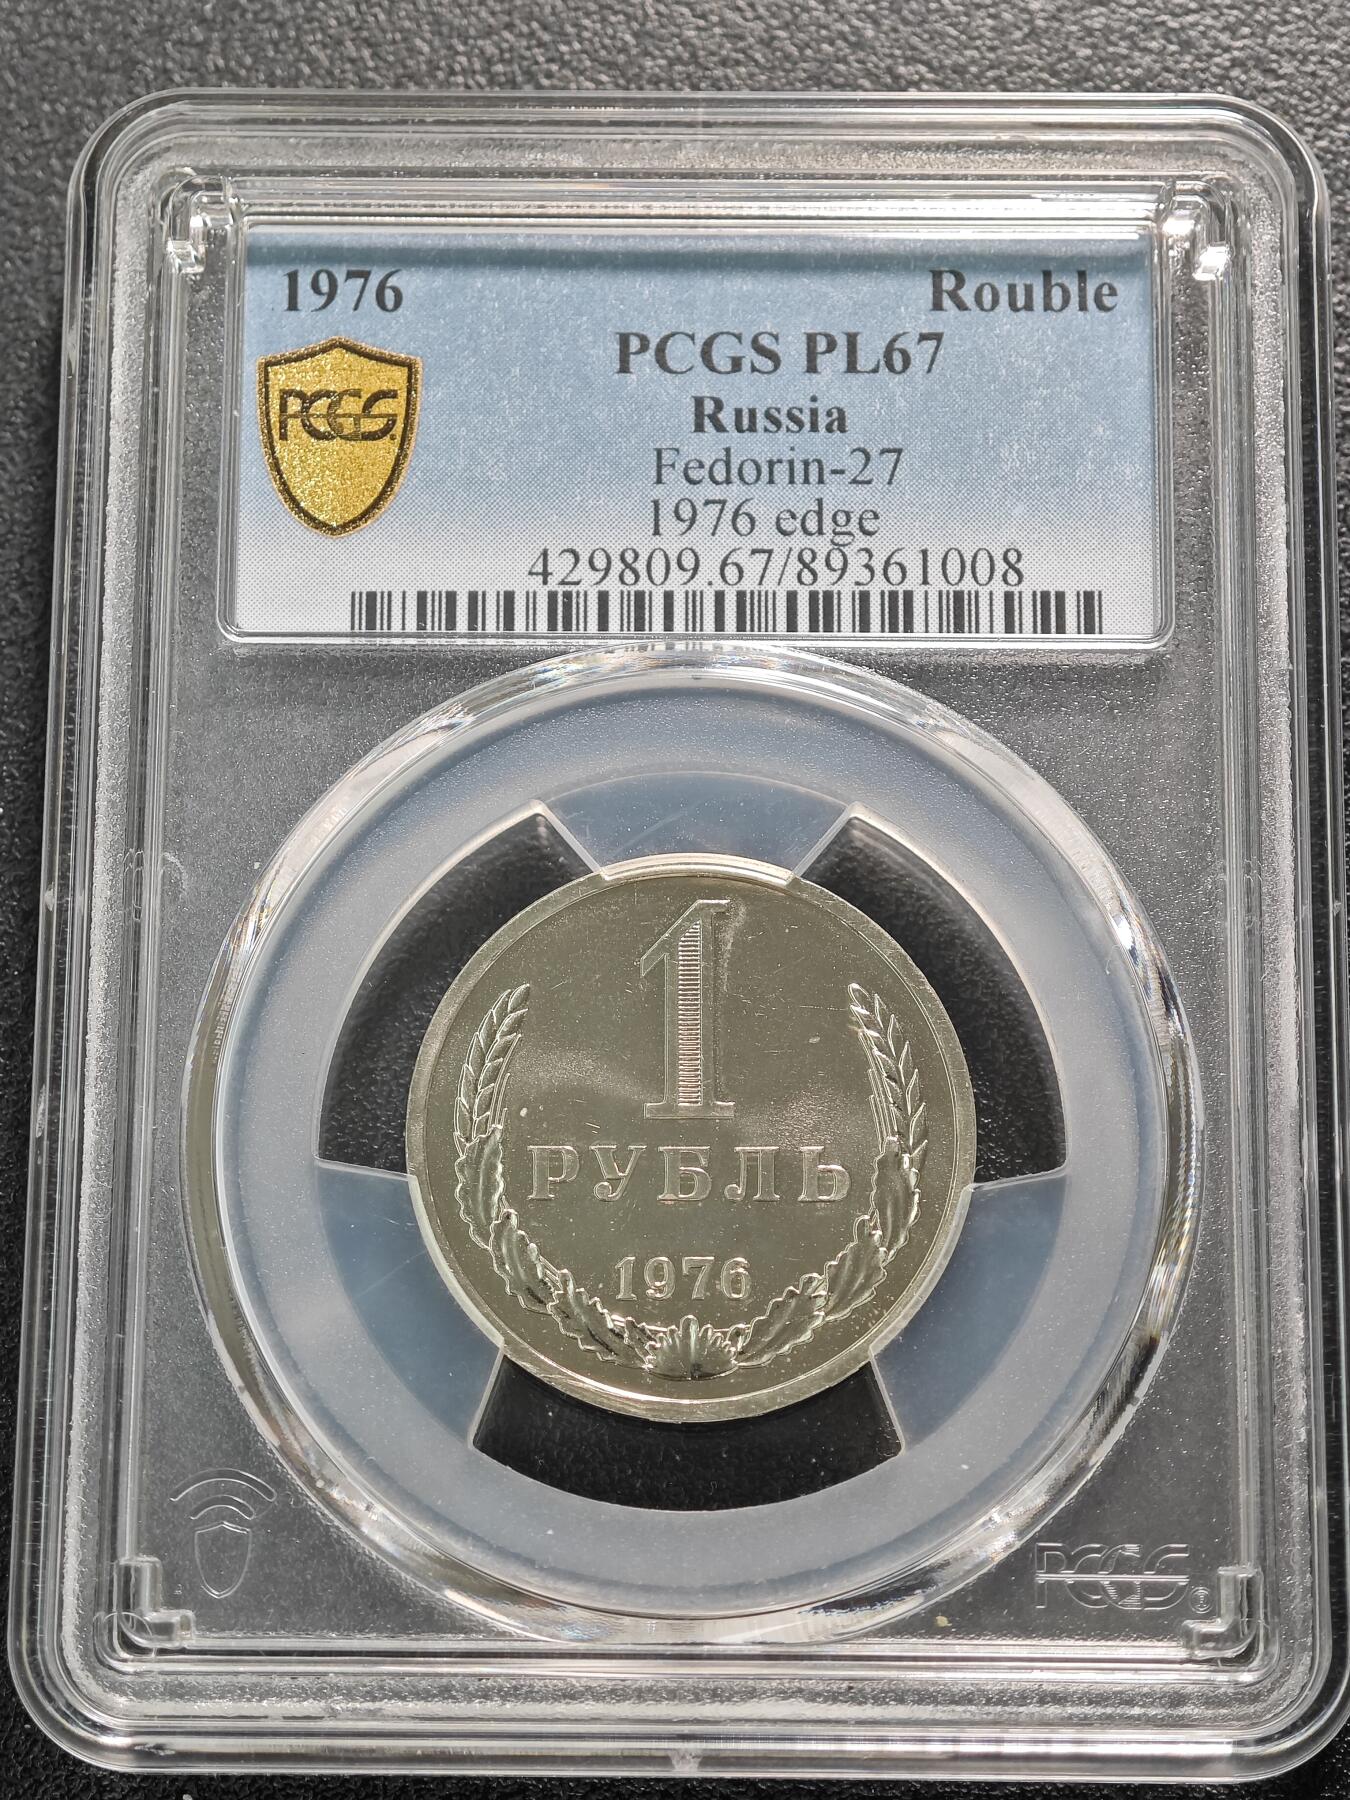 1976 Rouble
PCGS PL67
PCGS
Russia
Fedorin-27
1976 edge
429809.67/89361008
1
РУБЛЬ
1976
PCGS ®